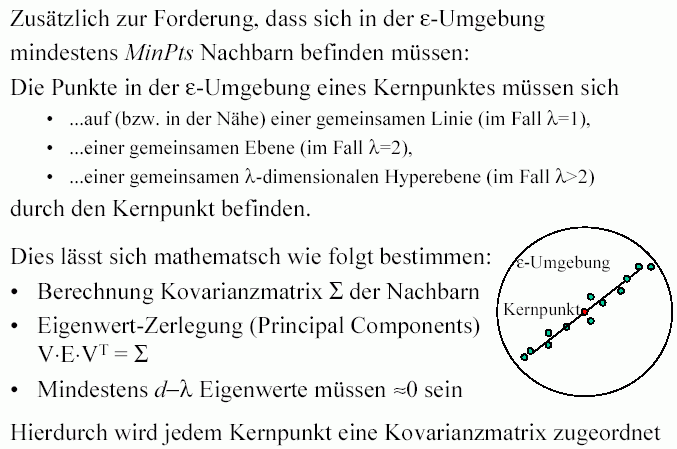 Zusätzlich zur Forderung, dass sich in der ε-Umgebung
mindestens MinPts Nachbarn befinden müssen:
Die Punkte in der ε-Umgebung eines Kernpunktes müssen sich
• ...auf (bzw. in der Nähe) einer gemeinsamen Linie (im Fall λ=1),
• ...einer gemeinsamen Ebene (im Fall λ=2),
• ...einer gemeinsamen λ-dimensionalen Hyperebene (im Fall λ>2)
durch den Kernpunkt befinden.
Dies lässt sich mathematsch wie folgt bestimmen:
• Berechnung Kovarianzmatrix Σ der Nachbarn
• Eigenwert-Zerlegung (Principal Components)
V·E·Vᵀ = Σ
• Mindestens d−λ Eigenwerte müssen ≈0 sein
ε-Umgebung
Kernpunkt
Hierdurch wird jedem Kernpunkt eine Kovarianzmatrix zugeordnet